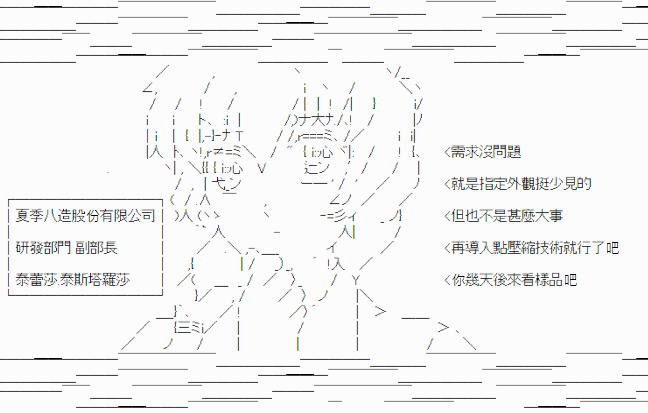 <需求沒問題
<就是指定外觀挺少見的
夏季八造股份有限公司
<但也不是甚麼大事
研發部門 副部長
<再導入點壓縮技術就行了吧
泰蕾莎.泰斯塔羅莎
<你幾天後來看樣品吧